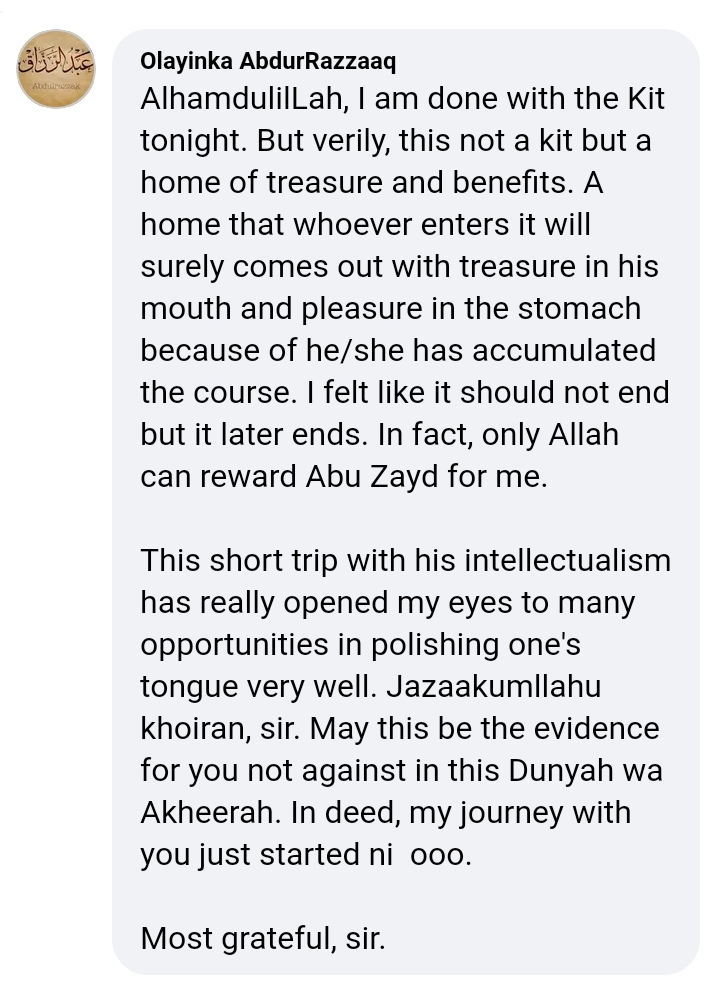 عبد الرزاق
Abdulrazzak
Olayinka AbdurRazzaaq
AlhamdulilLah, I am done with the Kit
tonight. But verily, this not a kit but a
home of treasure and benefits. A
home that whoever enters it will
surely comes out with treasure in his
mouth and pleasure in the stomach
because of he/she has accumulated
the course. I felt like it should not end
but it later ends. In fact, only Allah
can reward Abu Zayd for me.
This short trip with his intellectualism
has really opened my eyes to many
opportunities in polishing one's
tongue very well. Jazaakumllahu
khoiran, sir. May this be the evidence
for you not against in this Dunyah wa
Akheerah. In deed, my journey with
you just started ni  ooo.
Most grateful, sir.